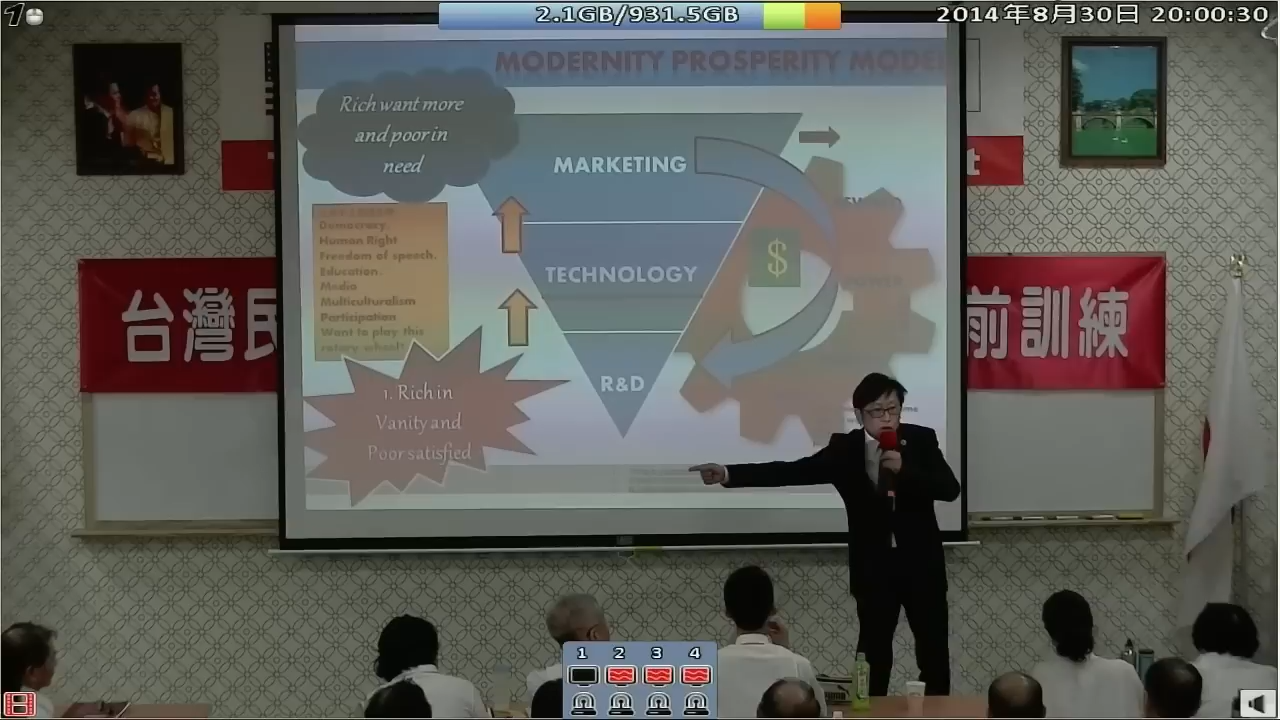 1
2.1GB/931.5GB
2014年8月30日 20:00:30
MODERNITY PROSPERITY MODEL
Rich want more
and poor in
need
MARKETING
t
Democracy.
Human Right
Freedom of speech.
Education.
Media
Multiculturalism
Participation
Want to play this
rotary wheel?
$
TECHNOLOGY
台灣民
前訓練
R&D
1. Rich in
Vanity and
Poor satisfied
1 2 3 4